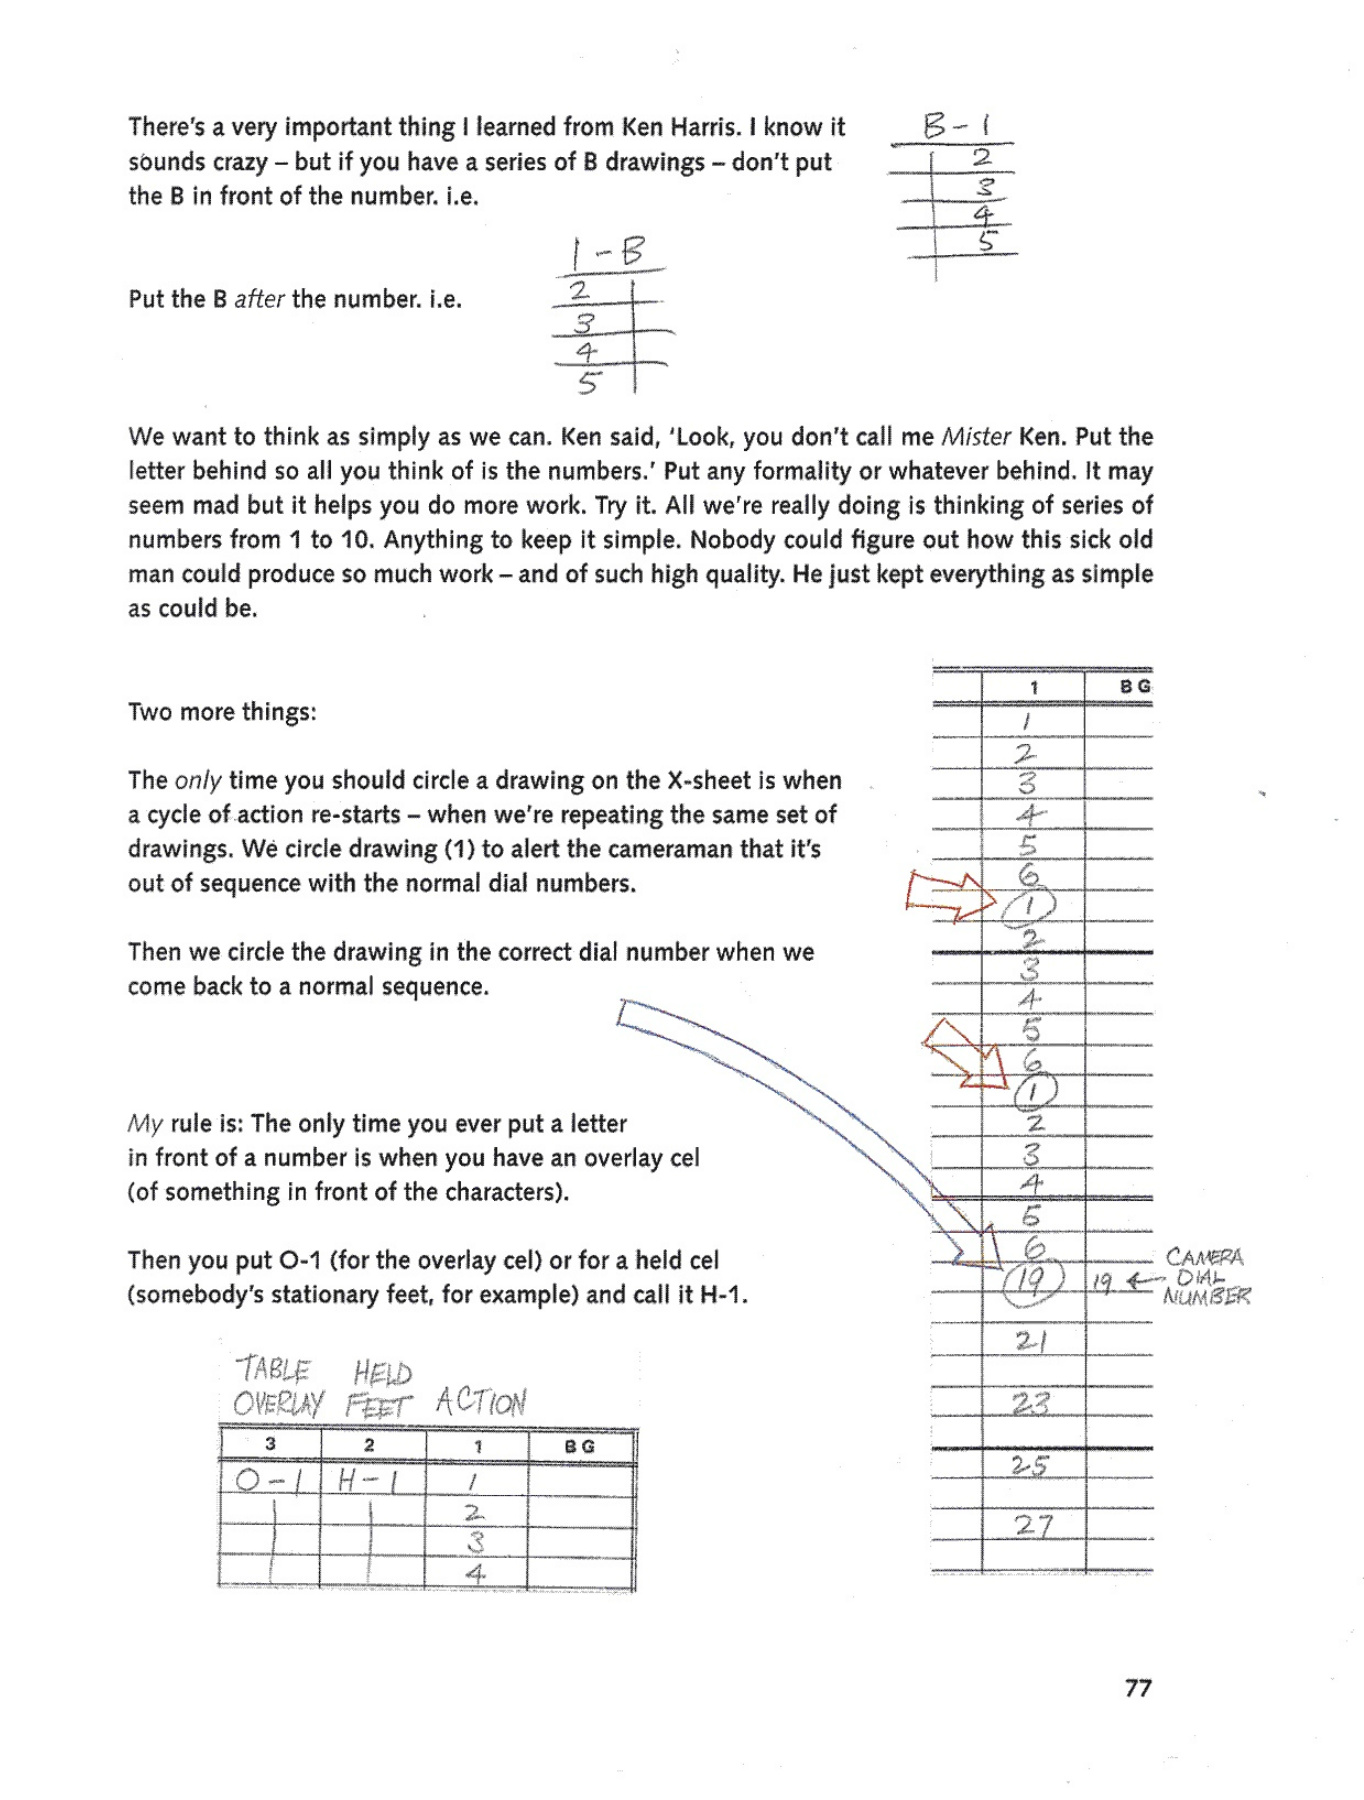 There's a very important thing I learned from Ken Harris. I know it
sounds crazy – but if you have a series of B drawings – don't put
the B in front of the number. i.e.
B-1
2
3
4
5
Put the B after the number. i.e.
1-B
2
3
4
5
We want to think as simply as we can. Ken said, 'Look, you don't call me Mister Ken. Put the
letter behind so all you think of is the numbers.' Put any formality or whatever behind. It may
seem mad but it helps you do more work. Try it. All we're really doing is thinking of series of
numbers from 1 to 10. Anything to keep it simple. Nobody could figure out how this sick old
man could produce so much work – and of such high quality. He just kept everything as simple
as could be.
Two more things:
The only time you should circle a drawing on the X-sheet is when
a cycle of action re-starts – when we're repeating the same set of
drawings. We circle drawing (1) to alert the cameraman that it's
out of sequence with the normal dial numbers.
Then we circle the drawing in the correct dial number when we
come back to a normal sequence.
My rule is: The only time you ever put a letter
in front of a number is when you have an overlay cel
(of something in front of the characters).
Then you put O-1 (for the overlay cel) or for a held cel
(somebody's stationary feet, for example) and call it H-1.
1 BG
1
2
3
4
5
6
1
2
3
4
5
6
1
2
3
4
5
6
19 19 ← CAMERA
DIAL
NUMBER
21
23
25
27
TABLE HELD
OVERLAY FEET ACTION
3 2 1 BG
O-1 H-1 1
2
3
4
77